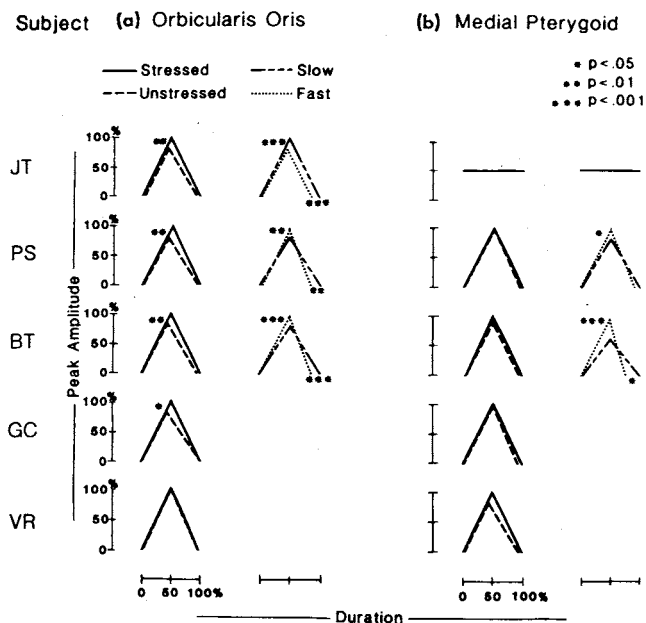 Subject (a) Orbicularis Oris (b) Medial Pterygoid
Stressed Slow
Unstressed Fast
* p<.05
** p<.01
*** p<.001
Peak Amplitude
JT
%
100
50
0
**
***
***
PS
%
100
50
0
**
**
**
*
BT
%
100
50
0
**
***
***
***
*
GC
%
100
50
0
*
VR
%
100
50
0
0 50 100% 0 50 100%
Duration